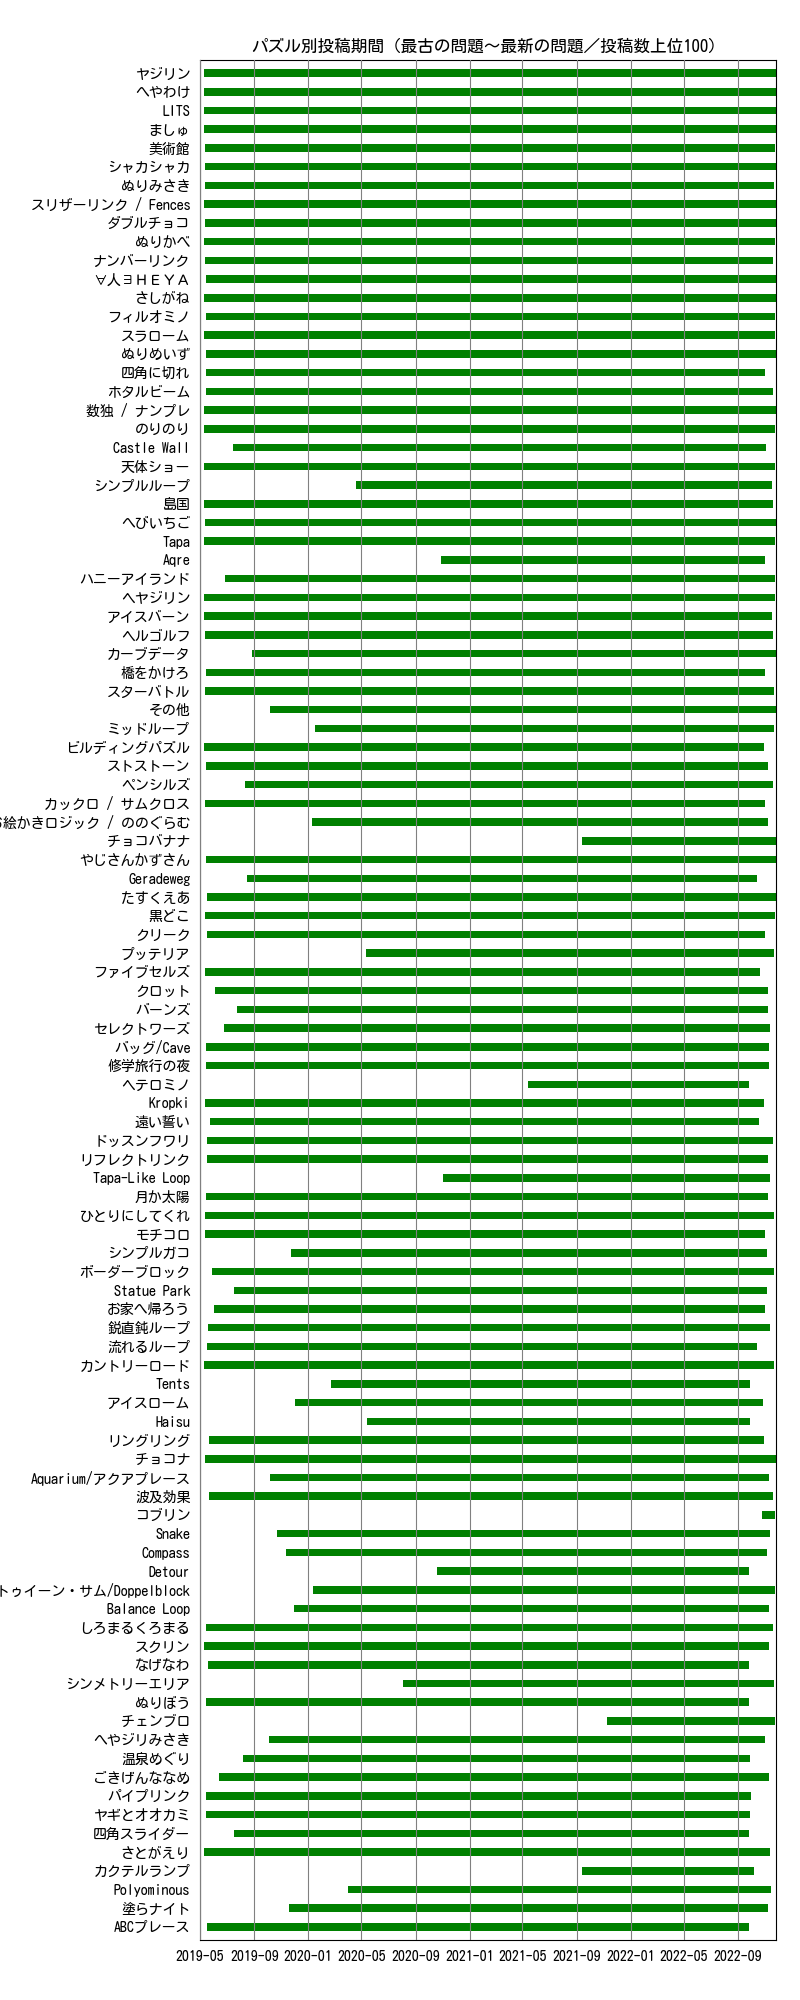 パズル別投稿期間（最古の問題～最新の問題／投稿数上位100）
ヤジリン
へやわけ
LITS
ましゅ
美術館
シャカシャカ
ぬりみさき
スリザーリンク / Fences
ダブルチョコ
ぬりかべ
ナンバーリンク
∀人∃ＨＥＹＡ
さしがね
フィルオミノ
スラローム
ぬりめいず
四角に切れ
ホタルビーム
数独 / ナンプレ
のりのり
Castle Wall
天体ショー
シンプルループ
島国
へびいちご
Tapa
Aqre
ハニーアイランド
ヘヤジリン
アイスバーン
ヘルゴルフ
カーブデータ
橋をかけろ
スターバトル
その他
ミッドループ
ビルディングパズル
ストストーン
ペンシルズ
カックロ / サムクロス
絵かきロジック / ののぐらむ
チョコバナナ
やじさんかずさん
Geradeweg
たすくえあ
黒どこ
クリーク
プッテリア
ファイブセルズ
クロット
バーンズ
セレクトワーズ
バッグ/Cave
修学旅行の夜
ヘテロミノ
Kropki
遠い誓い
ドッスンフワリ
リフレクトリンク
Tapa-Like Loop
月か太陽
ひとりにしてくれ
モチコロ
シンプルガコ
ボーダーブロック
Statue Park
お家へ帰ろう
鋭直鈍ループ
流れるループ
カントリーロード
Tents
アイスローム
Haisu
リングリング
チョコナ
Aquarium/アクアプレース
波及効果
コブリン
Snake
Compass
Detour
トゥイーン・サム/Doppelblock
Balance Loop
しろまるくろまる
スクリン
なげなわ
シンメトリーエリア
ぬりぼう
チェンブロ
へやジリみさき
温泉めぐり
ごきげんななめ
パイプリンク
ヤギとオオカミ
四角スライダー
さとがえり
カクテルランプ
Polyominous
塗らナイト
ABCプレース
2019-05 2019-09 2020-01 2020-05 2020-09 2021-01 2021-05 2021-09 2022-01 2022-05 2022-09